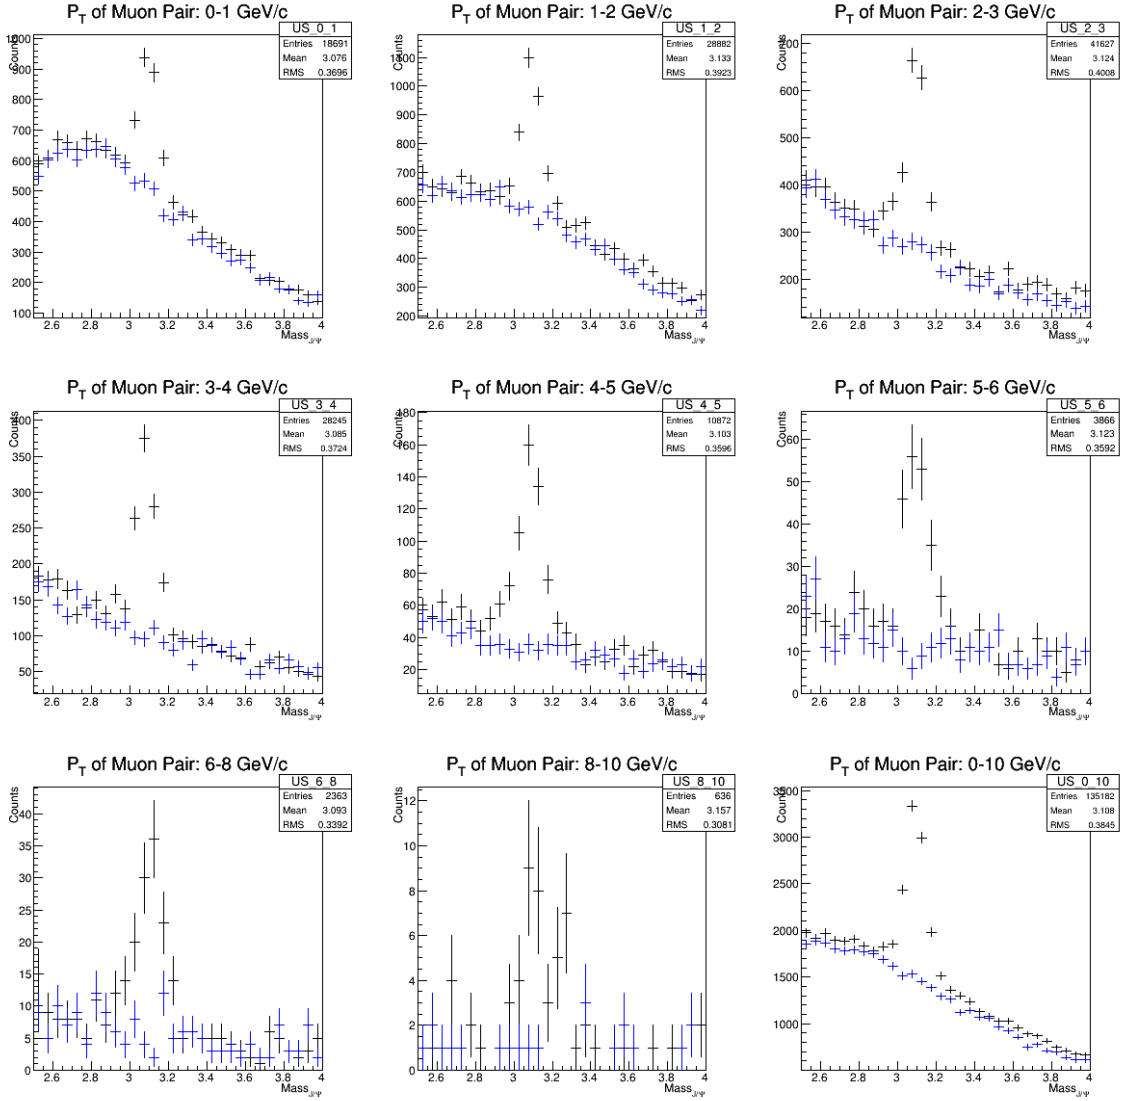 P_T of Muon Pair: 0-1 GeV/c
US_0_1
Entries 18691
Mean 3.076
RMS 0.3696
Counts
1000
900
800
700
600
500
400
300
200
100
2.6 2.8 3 3.2 3.4 3.6 3.8 4
Mass_J/Ψ
P_T of Muon Pair: 1-2 GeV/c
US_1_2
Entries 28882
Mean 3.133
RMS 0.3923
Counts
1100
1000
900
800
700
600
500
400
300
200
2.6 2.8 3 3.2 3.4 3.6 3.8 4
Mass_J/Ψ
P_T of Muon Pair: 2-3 GeV/c
US_2_3
Entries 41627
Mean 3.124
RMS 0.4008
Counts
700
600
500
400
300
200
2.6 2.8 3 3.2 3.4 3.6 3.8 4
Mass_J/Ψ
P_T of Muon Pair: 3-4 GeV/c
US_3_4
Entries 28245
Mean 3.085
RMS 0.3724
Counts
400
350
300
250
200
150
100
50
2.6 2.8 3 3.2 3.4 3.6 3.8 4
Mass_J/Ψ
P_T of Muon Pair: 4-5 GeV/c
US_4_5
Entries 10872
Mean 3.103
RMS 0.3596
Counts
180
160
140
120
100
80
60
40
20
2.6 2.8 3 3.2 3.4 3.6 3.8 4
Mass_J/Ψ
P_T of Muon Pair: 5-6 GeV/c
US_5_6
Entries 3866
Mean 3.123
RMS 0.3592
Counts
60
50
40
30
20
10
0
2.6 2.8 3 3.2 3.4 3.6 3.8 4
Mass_J/Ψ
P_T of Muon Pair: 6-8 GeV/c
US_6_8
Entries 2363
Mean 3.093
RMS 0.3392
Counts
40
35
30
25
20
15
10
5
0
2.6 2.8 3 3.2 3.4 3.6 3.8 4
Mass_J/Ψ
P_T of Muon Pair: 8-10 GeV/c
US_8_10
Entries 636
Mean 3.157
RMS 0.3081
Counts
12
10
8
6
4
2
0
2.6 2.8 3 3.2 3.4 3.6 3.8 4
Mass_J/Ψ
P_T of Muon Pair: 0-10 GeV/c
US_0_10
Entries 135182
Mean 3.108
RMS 0.3845
Counts
3500
3000
2500
2000
1500
1000
2.6 2.8 3 3.2 3.4 3.6 3.8 4
Mass_J/Ψ